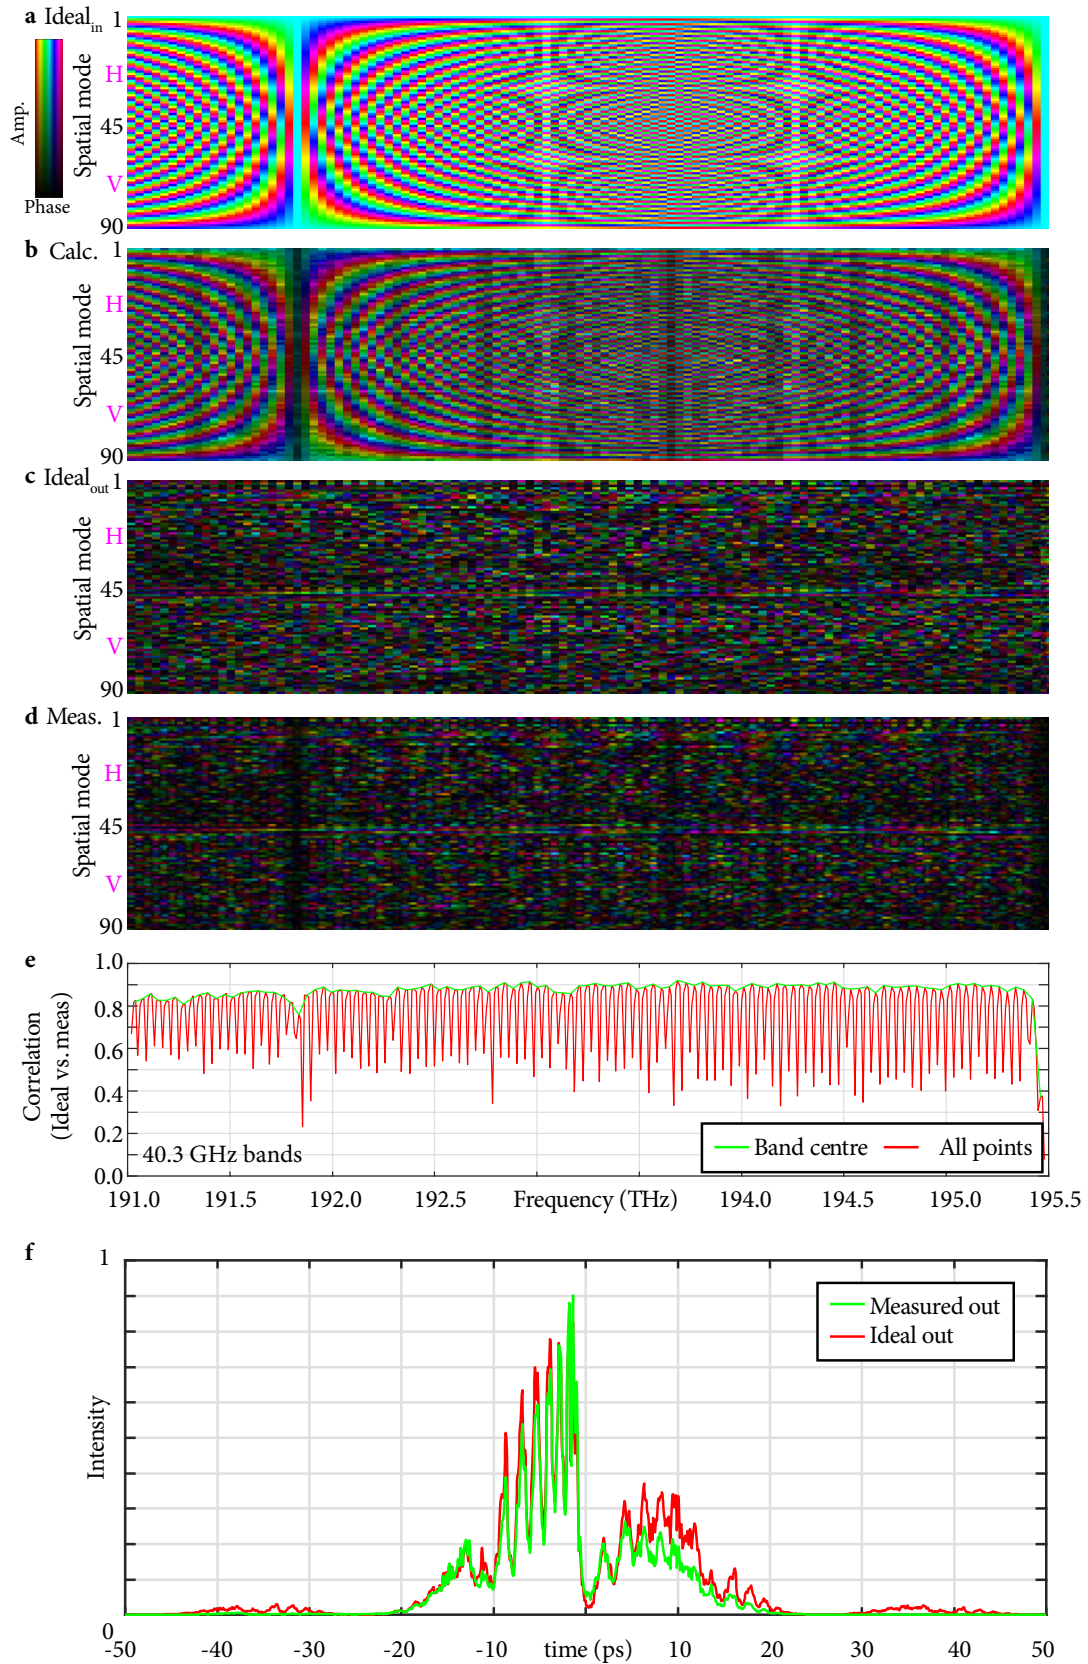 a Ideal_in
1
H
45
V
90
Spatial mode
Amp.
Phase
b Calc.
1
H
45
V
90
Spatial mode
c Ideal_out
1
H
45
V
90
Spatial mode
d Meas.
1
H
45
V
90
Spatial mode
e
1.0
0.8
0.6
0.4
0.2
0.0
Correlation
(Ideal vs. meas)
40.3 GHz bands
Band centre
All points
191.0 191.5 192.0 192.5 Frequency (THz) 194.0 194.5 195.0 195.5
f
1
0
Intensity
Measured out
Ideal out
-50 -40 -30 -20 -10 time (ps) 10 20 30 40 50